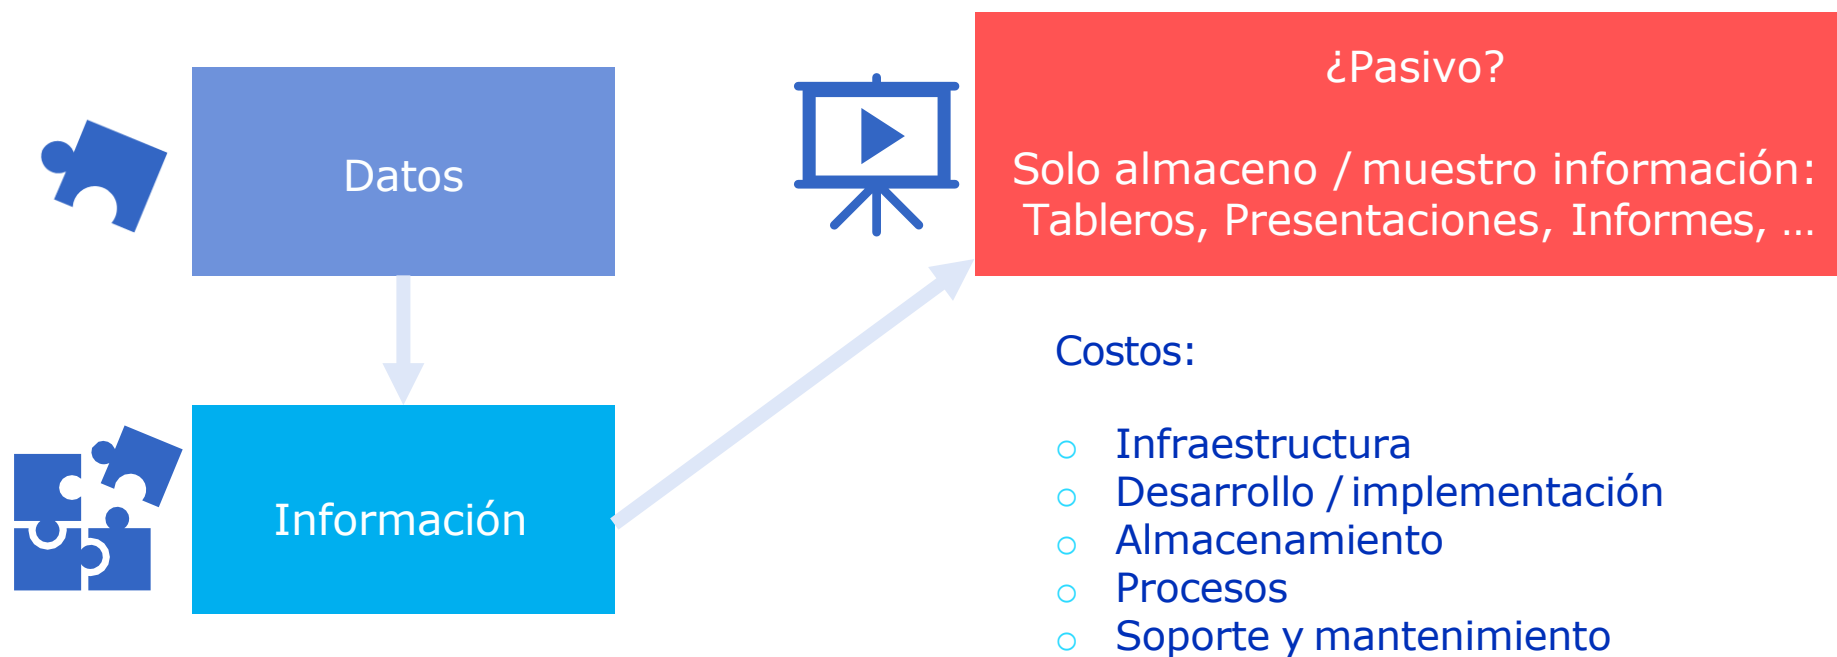 Datos
Información
¿Pasivo?
Solo almaceno / muestro información:
Tableros, Presentaciones, Informes, ...
Costos:
○ Infraestructura
○ Desarrollo / implementación
○ Almacenamiento
○ Procesos
○ Soporte y mantenimiento